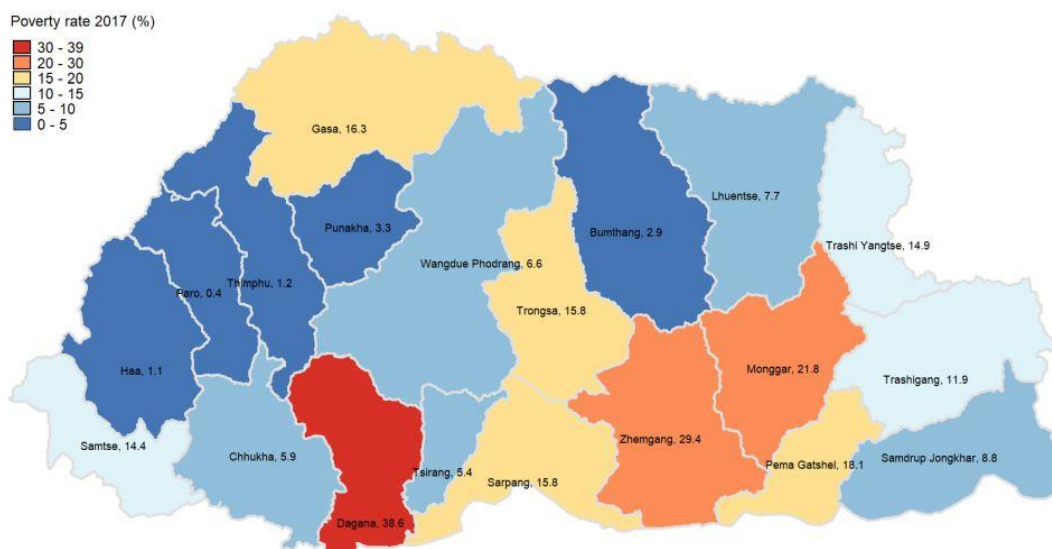 Poverty rate 2017 (%)
30 - 39
20 - 30
15 - 20
10 - 15
5 - 10
0 - 5
Gasa, 16.3
Lhuentse, 7.7
Punakha, 3.3
Bumthang, 2.9
Trashi Yangtse, 14.9
Wangdue Phodrang, 6.6
Thimphu, 1.2
Paro, 0.4
Trongsa, 15.8
Haa, 1.1
Monggar, 21.8
Trashigang, 11.9
Samtse, 14.4
Zhemgang, 29.4
Chhukha, 5.9
Tsirang, 5.4
Pema Gatshel, 18.1
Samdrup Jongkhar, 8.8
Sarpang, 15.8
Dagana, 38.6